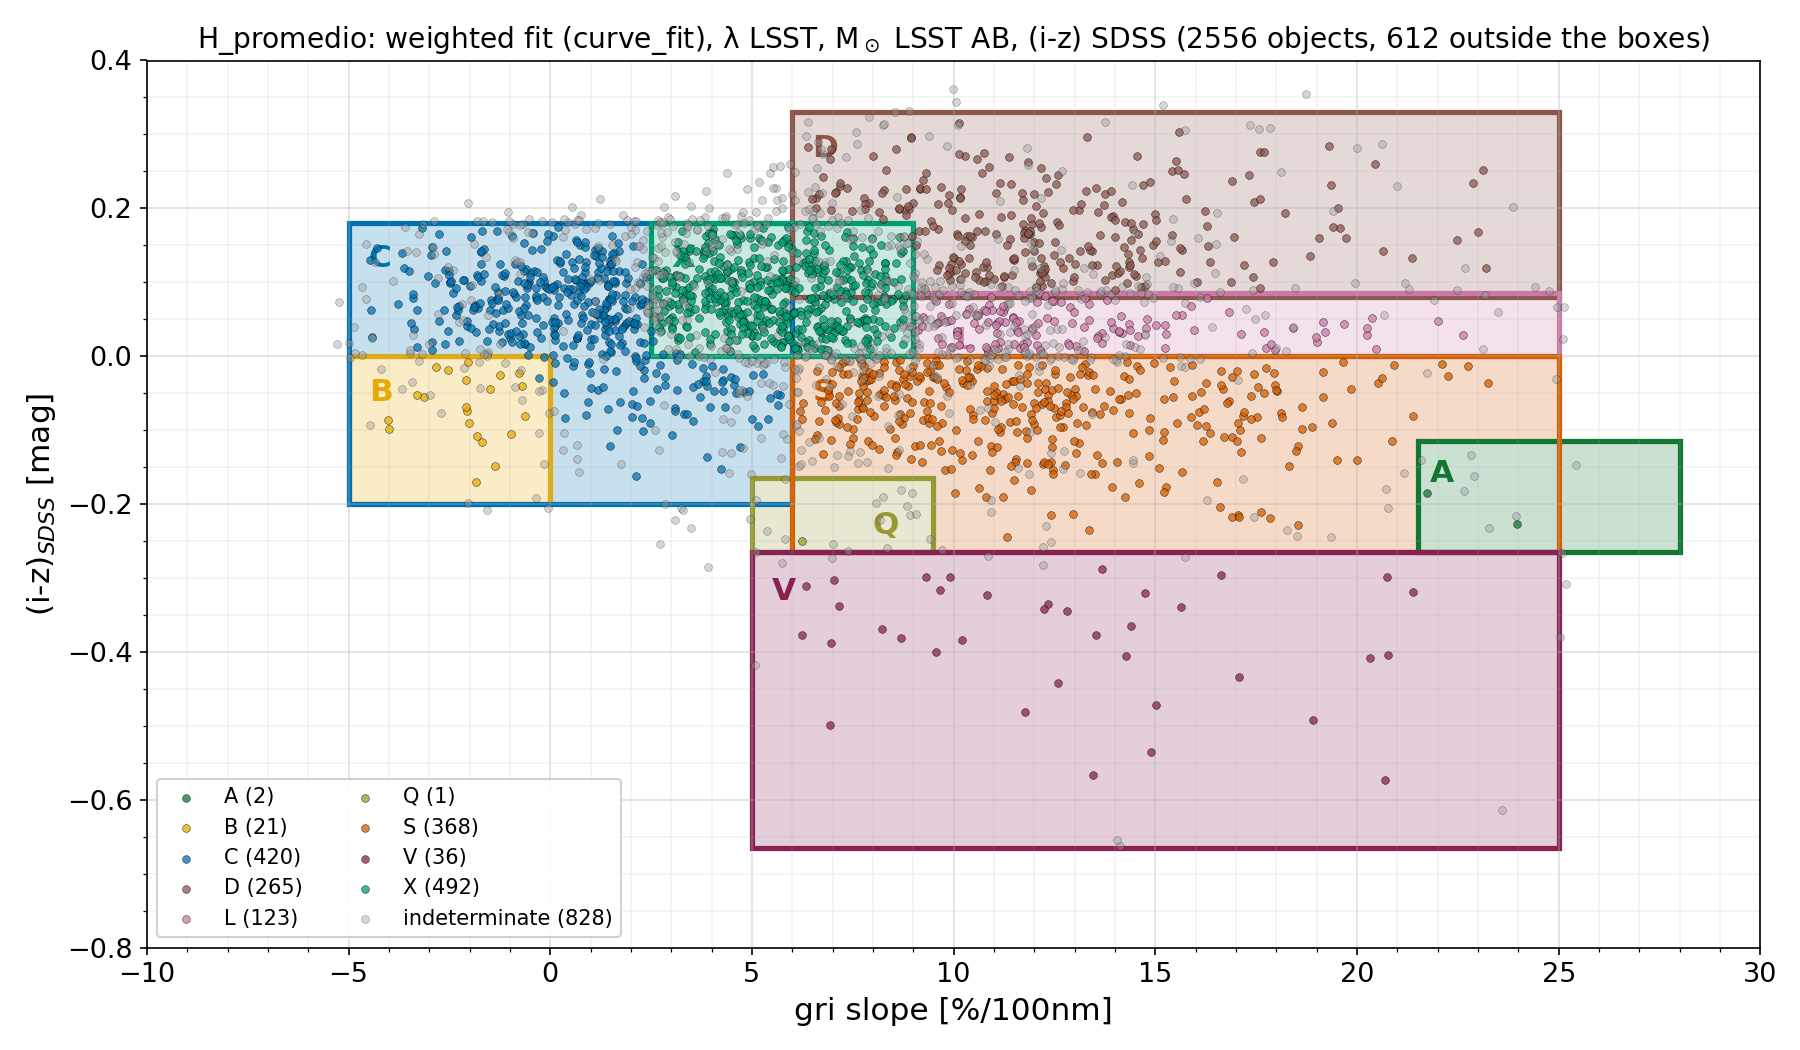 H_promedio: weighted fit (curve_fit), λ LSST, M⊙ LSST AB, (i-z) SDSS (2556 objects, 612 outside the boxes)
0.4
0.2
0.0
−0.2
−0.4
−0.6
−0.8
(i-z)SDSS [mag]
D
C
B
S
A
Q
V
A (2)
B (21)
C (420)
D (265)
L (123)
Q (1)
S (368)
V (36)
X (492)
indeterminate (828)
−10 −5 0 5 10 15 20 25 30
gri slope [%/100nm]